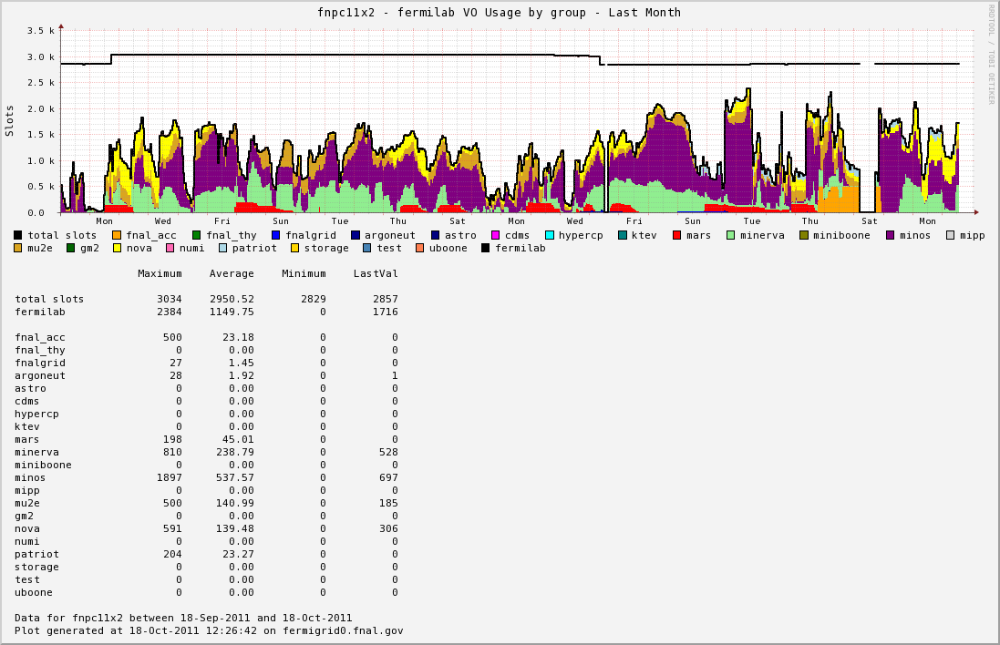 fnpc11x2 - fermilab VO Usage by group - Last Month
RRDTOOL / TOBI OETIKER
Slots
3.5 k
3.0 k
2.5 k
2.0 k
1.5 k
1.0 k
0.5 k
0.0
Mon Wed Fri Sun Tue Thu Sat Mon Wed Fri Sun Tue Thu Sat Mon
total slots fnal_acc fnal_thy fnalgrid argoneut astro cdms hypercp ktev mars minerva miniboone minos mipp
mu2e gm2 nova numi patriot storage test uboone fermilab
Maximum Average Minimum LastVal
total slots 3034 2950.52 2829 2857
fermilab 2384 1149.75 0 1716
fnal_acc 500 23.18 0 0
fnal_thy 0 0.00 0 0
fnalgrid 27 1.45 0 0
argoneut 28 1.92 0 1
astro 0 0.00 0 0
cdms 0 0.00 0 0
hypercp 0 0.00 0 0
ktev 0 0.00 0 0
mars 198 45.01 0 0
minerva 810 238.79 0 528
miniboone 0 0.00 0 0
minos 1897 537.57 0 697
mipp 0 0.00 0 0
mu2e 500 140.99 0 185
gm2 0 0.00 0 0
nova 591 139.48 0 306
numi 0 0.00 0 0
patriot 204 23.27 0 0
storage 0 0.00 0 0
test 0 0.00 0 0
uboone 0 0.00 0 0
Data for fnpc11x2 between 18-Sep-2011 and 18-Oct-2011
Plot generated at 18-Oct-2011 12:26:42 on fermigrid0.fnal.gov